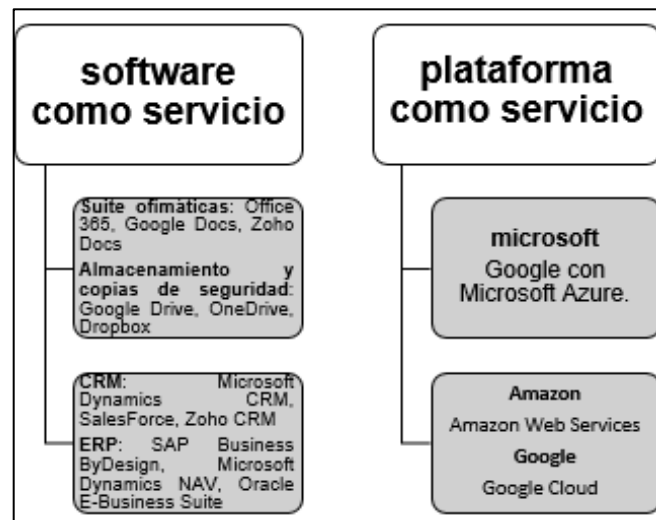 software
como servicio
Suite ofimáticas: Office
365, Google Docs, Zoho
Docs
Almacenamiento y
copias de seguridad:
Google Drive, OneDrive,
Dropbox
CRM: Microsoft
Dynamics CRM,
SalesForce, Zoho CRM
ERP: SAP Business
ByDesign, Microsoft
Dynamics NAV, Oracle
E-Business Suite
plataforma
como servicio
microsoft
Google con
Microsoft Azure.
Amazon
Amazon Web Services
Google
Google Cloud